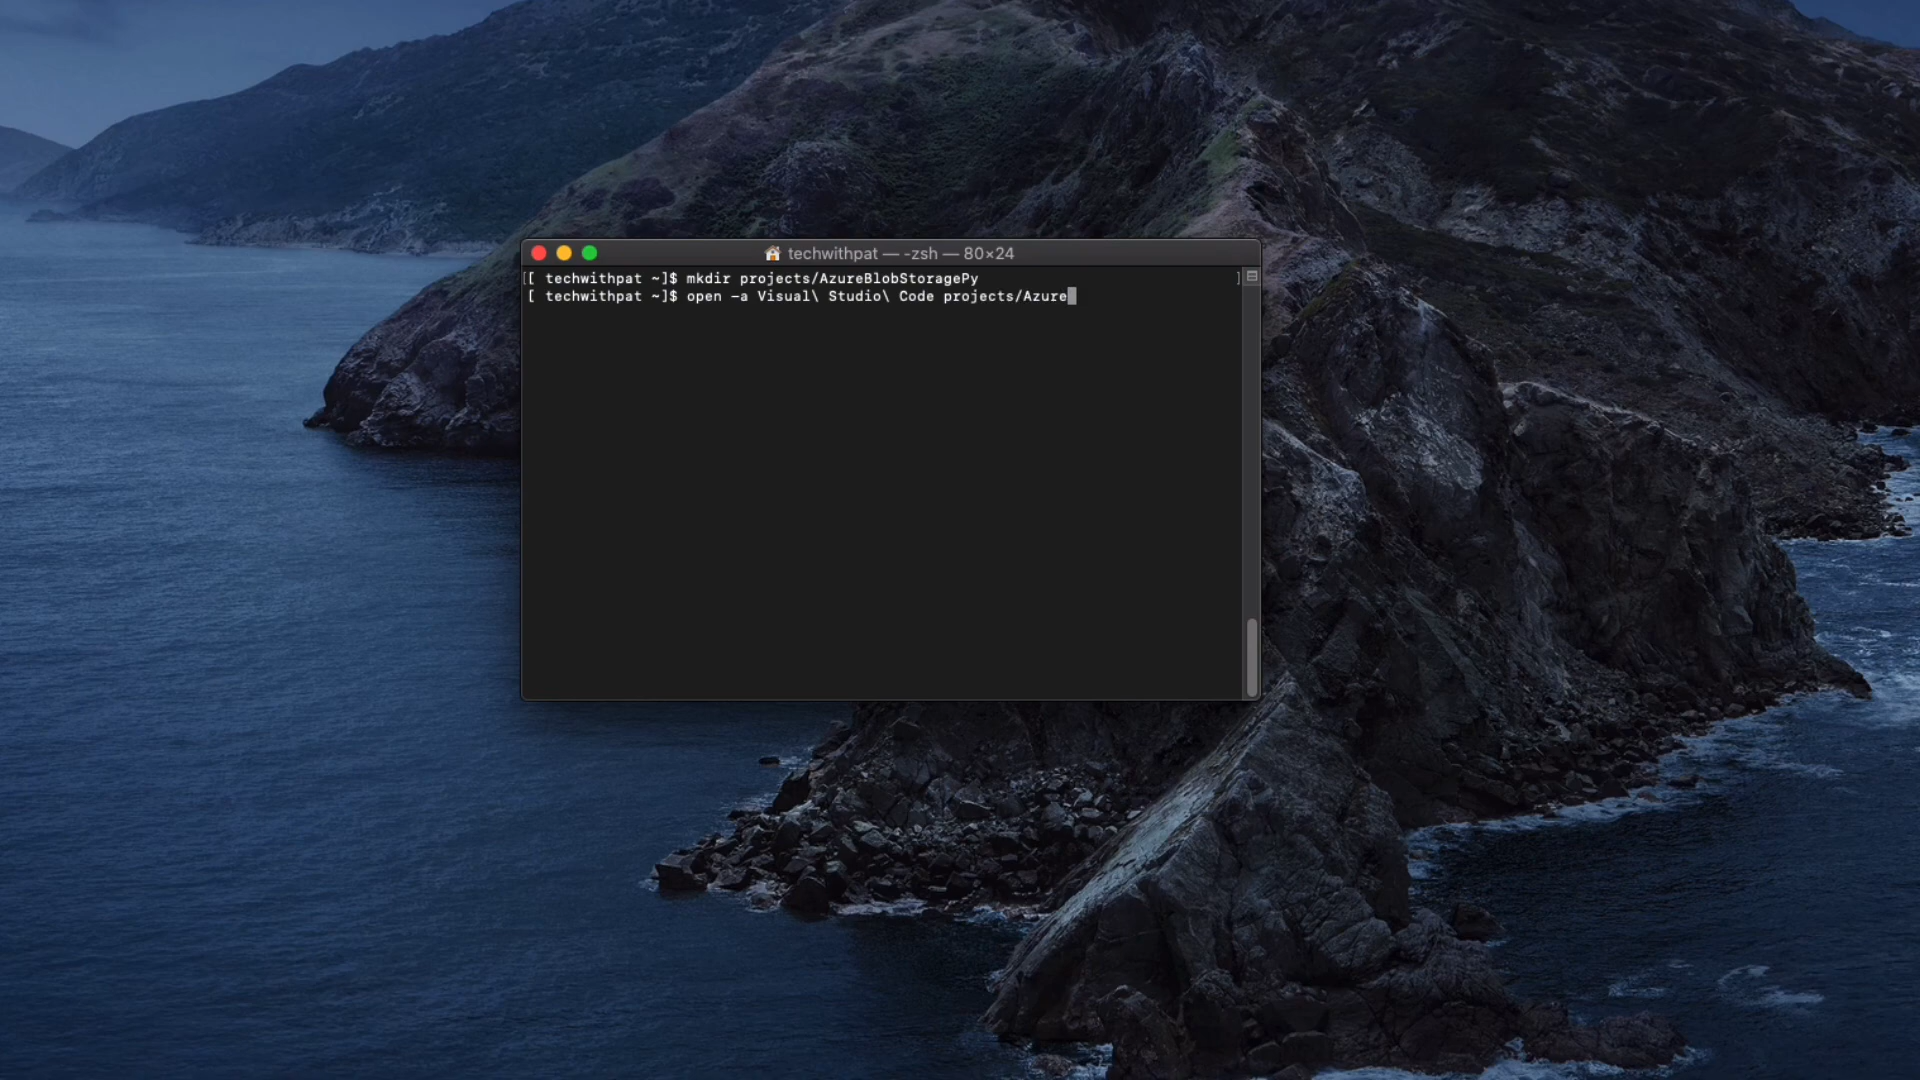 techwithpat — -zsh — 80×24
[ techwithpat ~]$ mkdir projects/AzureBlobStoragePy
[ techwithpat ~]$ open -a Visual\ Studio\ Code projects/Azure